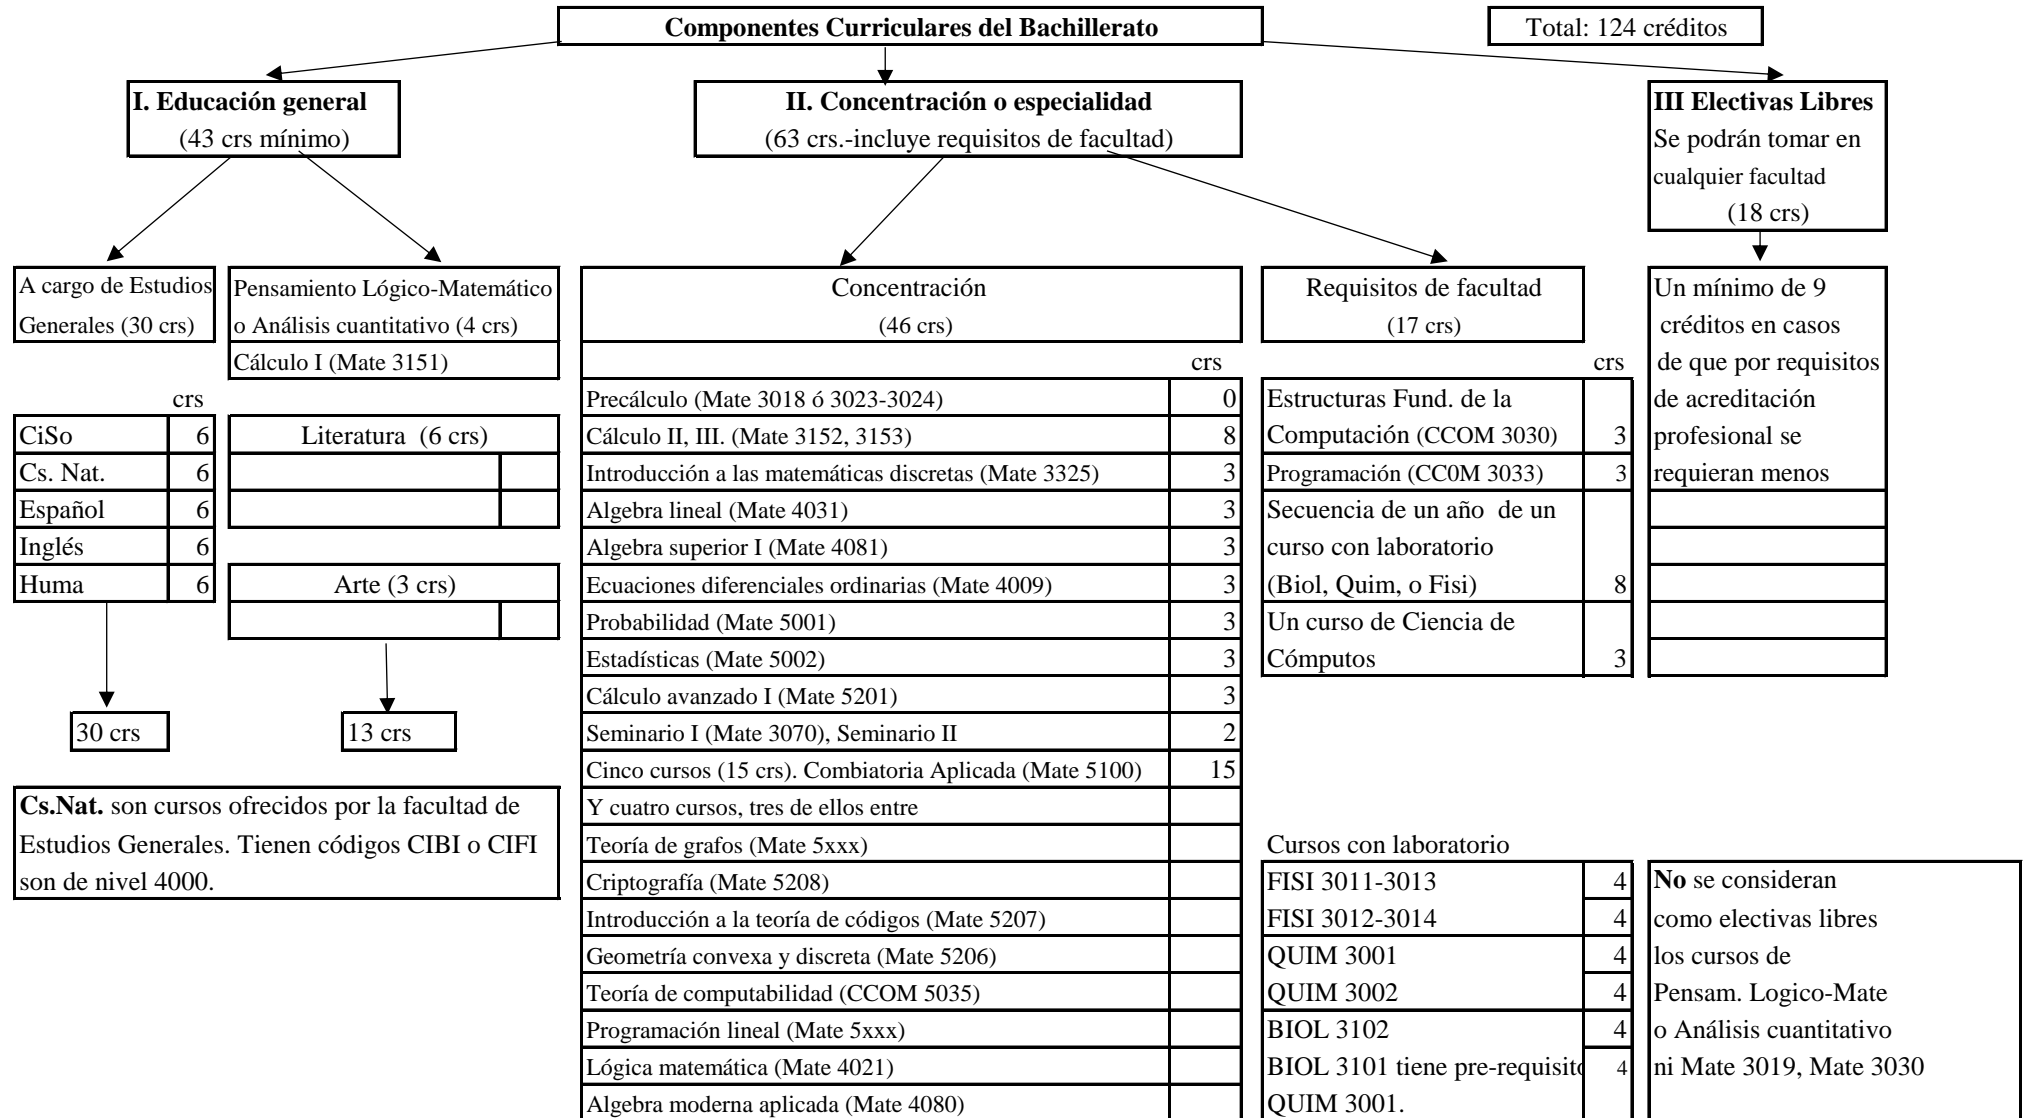 Componentes Curriculares del Bachillerato
Total: 124 créditos
I. Educación general
(43 crs mínimo)
II. Concentración o especialidad
(63 crs.-incluye requisitos de facultad)
III Electivas Libres
Se podrán tomar en
cualquier facultad
(18 crs)
A cargo de Estudios
Generales (30 crs)
Pensamiento Lógico-Matemático
o Análisis cuantitativo (4 crs)
Cálculo I (Mate 3151)
crs
CiSo 6
Cs. Nat. 6
Español 6
Inglés 6
Huma 6
30 crs
Literatura (6 crs)
Arte (3 crs)
13 crs
Cs.Nat. son cursos ofrecidos por la facultad de
Estudios Generales. Tienen códigos CIBI o CIFI
son de nivel 4000.
Concentración
(46 crs)
crs
Precálculo (Mate 3018 ó 3023-3024) 0
Cálculo II, III. (Mate 3152, 3153) 8
Introducción a las matemáticas discretas (Mate 3325) 3
Algebra lineal (Mate 4031) 3
Algebra superior I (Mate 4081) 3
Ecuaciones diferenciales ordinarias (Mate 4009) 3
Probabilidad (Mate 5001) 3
Estadísticas (Mate 5002) 3
Cálculo avanzado I (Mate 5201) 3
Seminario I (Mate 3070), Seminario II 2
Cinco cursos (15 crs). Combiatoria Aplicada (Mate 5100) 15
Y cuatro cursos, tres de ellos entre
Teoría de grafos (Mate 5xxx)
Criptografía (Mate 5208)
Introducción a la teoría de códigos (Mate 5207)
Geometría convexa y discreta (Mate 5206)
Teoría de computabilidad (CCOM 5035)
Programación lineal (Mate 5xxx)
Lógica matemática (Mate 4021)
Algebra moderna aplicada (Mate 4080)
Requisitos de facultad
(17 crs)
crs
Estructuras Fund. de la
Computación (CCOM 3030) 3
Programación (CC0M 3033) 3
Secuencia de un año de un
curso con laboratorio
(Biol, Quim, o Fisi) 8
Un curso de Ciencia de
Cómputos 3
Cursos con laboratorio
FISI 3011-3013 4
FISI 3012-3014 4
QUIM 3001 4
QUIM 3002 4
BIOL 3102 4
BIOL 3101 tiene pre-requisito 4
QUIM 3001.
Un mínimo de 9
créditos en casos
de que por requisitos
de acreditación
profesional se
requieran menos
No se consideran
como electivas libres
los cursos de
Pensam. Logico-Mate
o Análisis cuantitativo
ni Mate 3019, Mate 3030